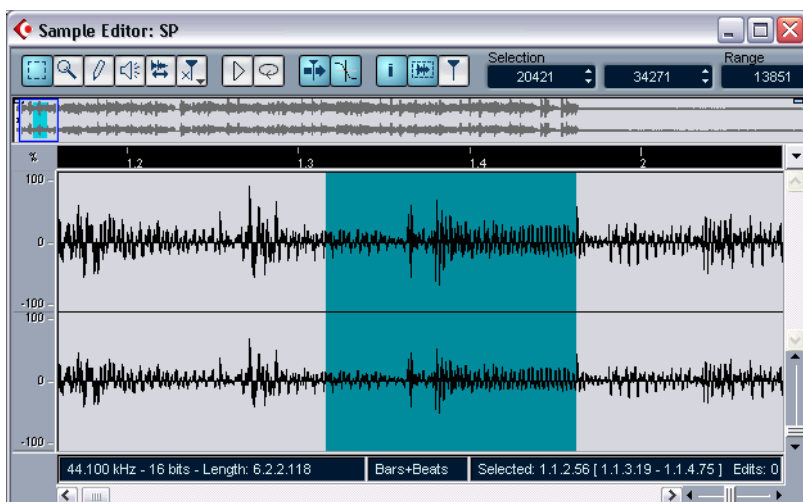 Sample Editor: SP
Selection
Range
20421
34271
13851
%
1.2
1.3
1.4
2
100
0
-100
100
0
-100
44.100 kHz - 16 bits - Length: 6.2.2.118
Bars+Beats
Selected: 1.1.2.56 [ 1.1.3.19 - 1.1.4.75 ]
Edits: 0